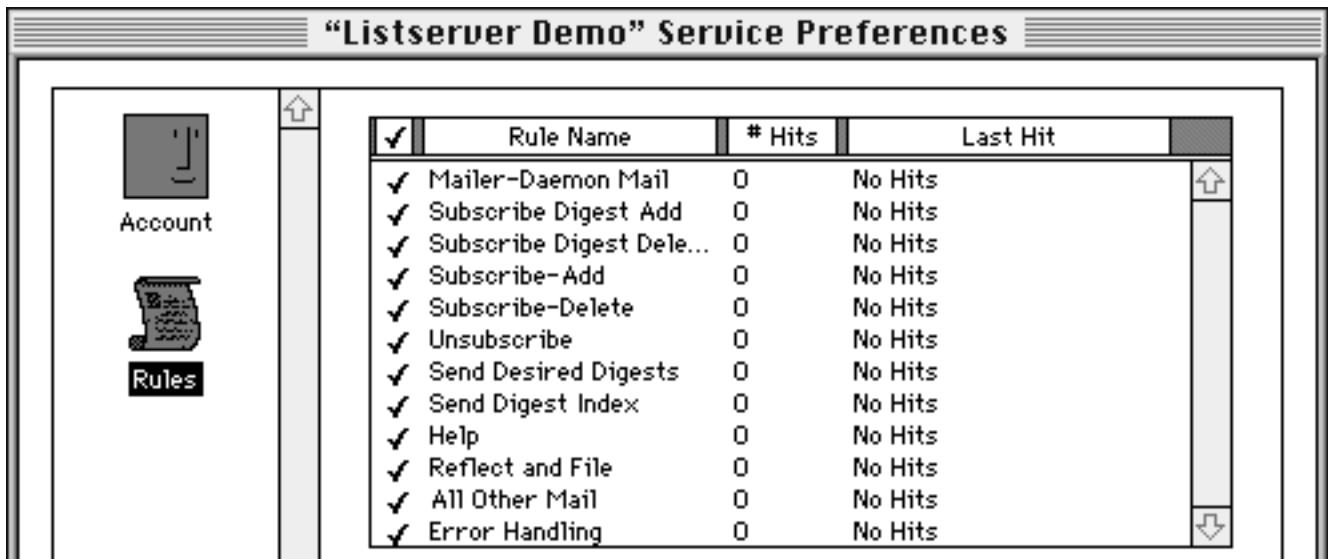 “Listserver Demo” Service Preferences
Account
Rules
✓ Rule Name # Hits Last Hit
✓ Mailer-Daemon Mail 0 No Hits
✓ Subscribe Digest Add 0 No Hits
✓ Subscribe Digest Dele... 0 No Hits
✓ Subscribe-Add 0 No Hits
✓ Subscribe-Delete 0 No Hits
✓ Unsubscribe 0 No Hits
✓ Send Desired Digests 0 No Hits
✓ Send Digest Index 0 No Hits
✓ Help 0 No Hits
✓ Reflect and File 0 No Hits
✓ All Other Mail 0 No Hits
✓ Error Handling 0 No Hits